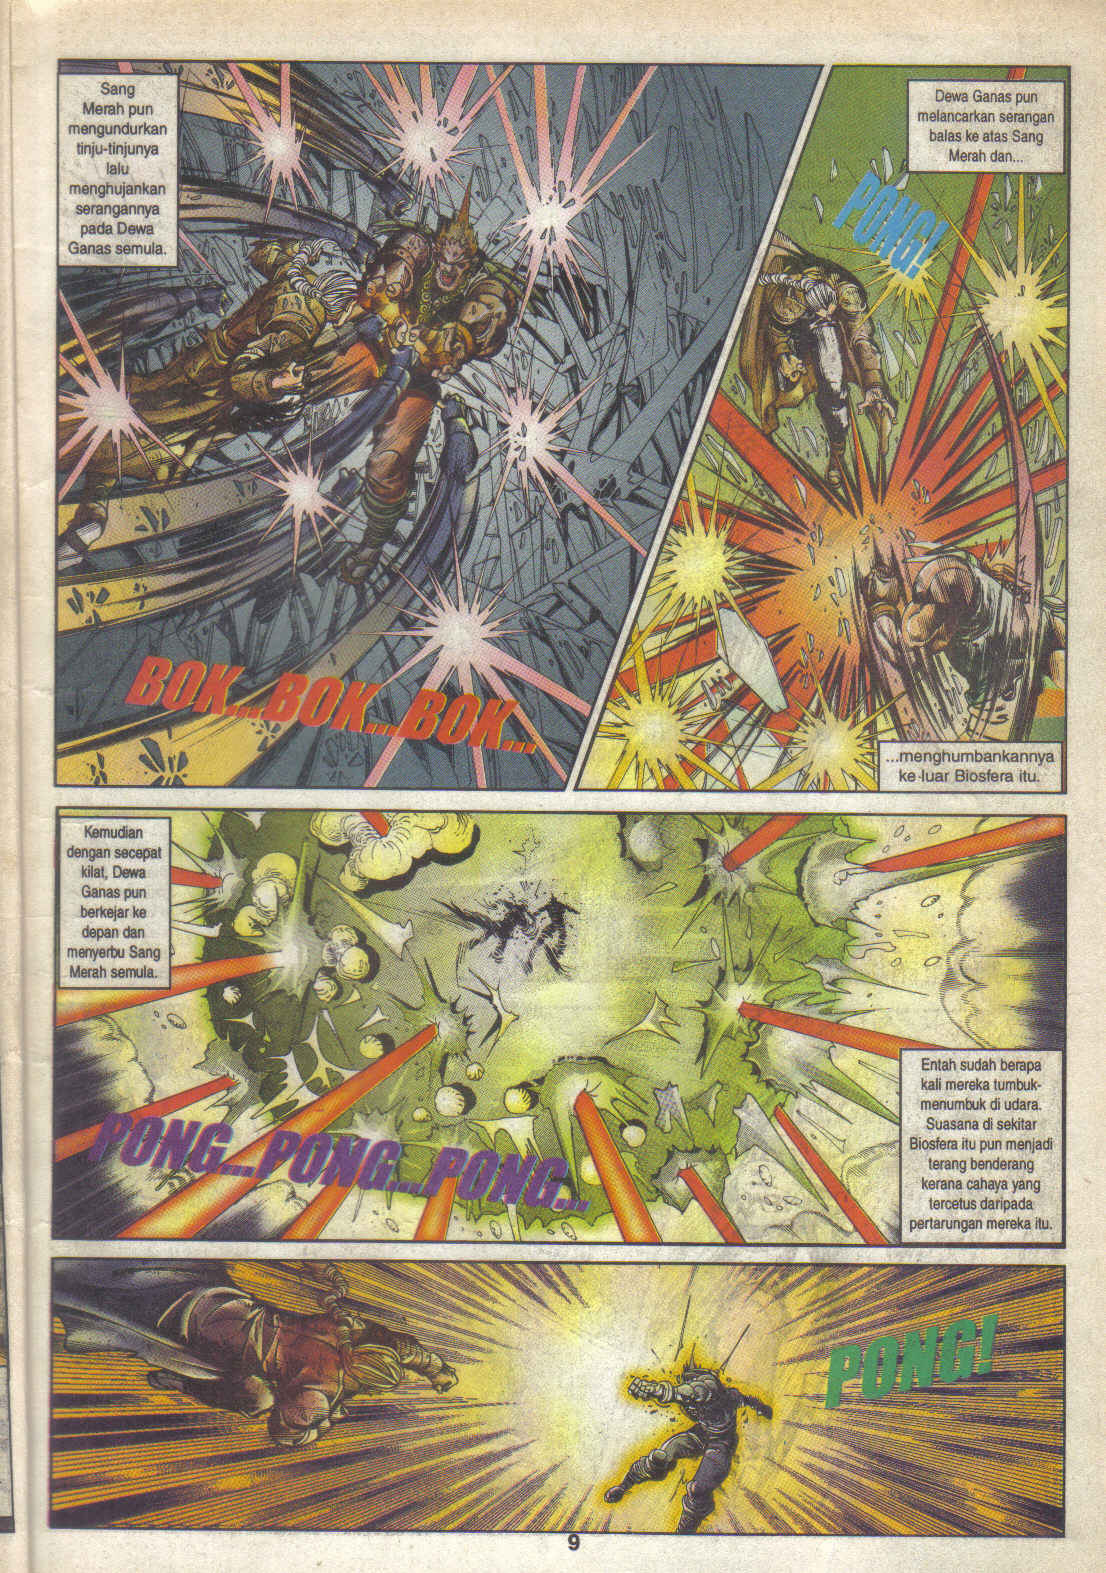 Sang
Merah pun
mengundurkan
tinju-tinjunya
lalu
menghujankan
serangannya
pada Dewa
Ganas semula.
BOK...BOK...BOK...
Dewa Ganas pun
melancarkan serangan
balas ke atas Sang
Merah dan...
PONG!
...menghumbankannya
ke luar Biosfera itu.
Kemudian
dengan secepat
kilat, Dewa
Ganas pun
berkejar ke
depan dan
menyerbu Sang
Merah semula.
PONG...PONG...PONG...
Entah sudah berapa
kali mereka tumbuk-
menumbuk di udara.
Suasana di sekitar
Biosfera itu pun menjadi
terang benderang
kerana cahaya yang
tercetus daripada
pertarungan mereka itu.
PONG!
9